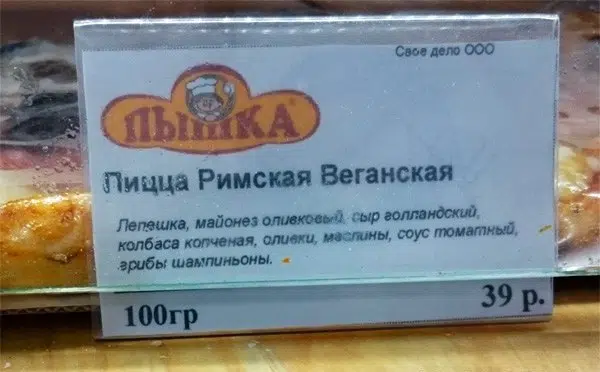 Свое дело ООО
ПЫШКА
Пицца Римская Веганская
Лепешка, майонез оливковый, сыр голландский,
колбаса копченая, оливки, маслины, соус томатный,
грибы шампиньоны.
100гр
39 р.